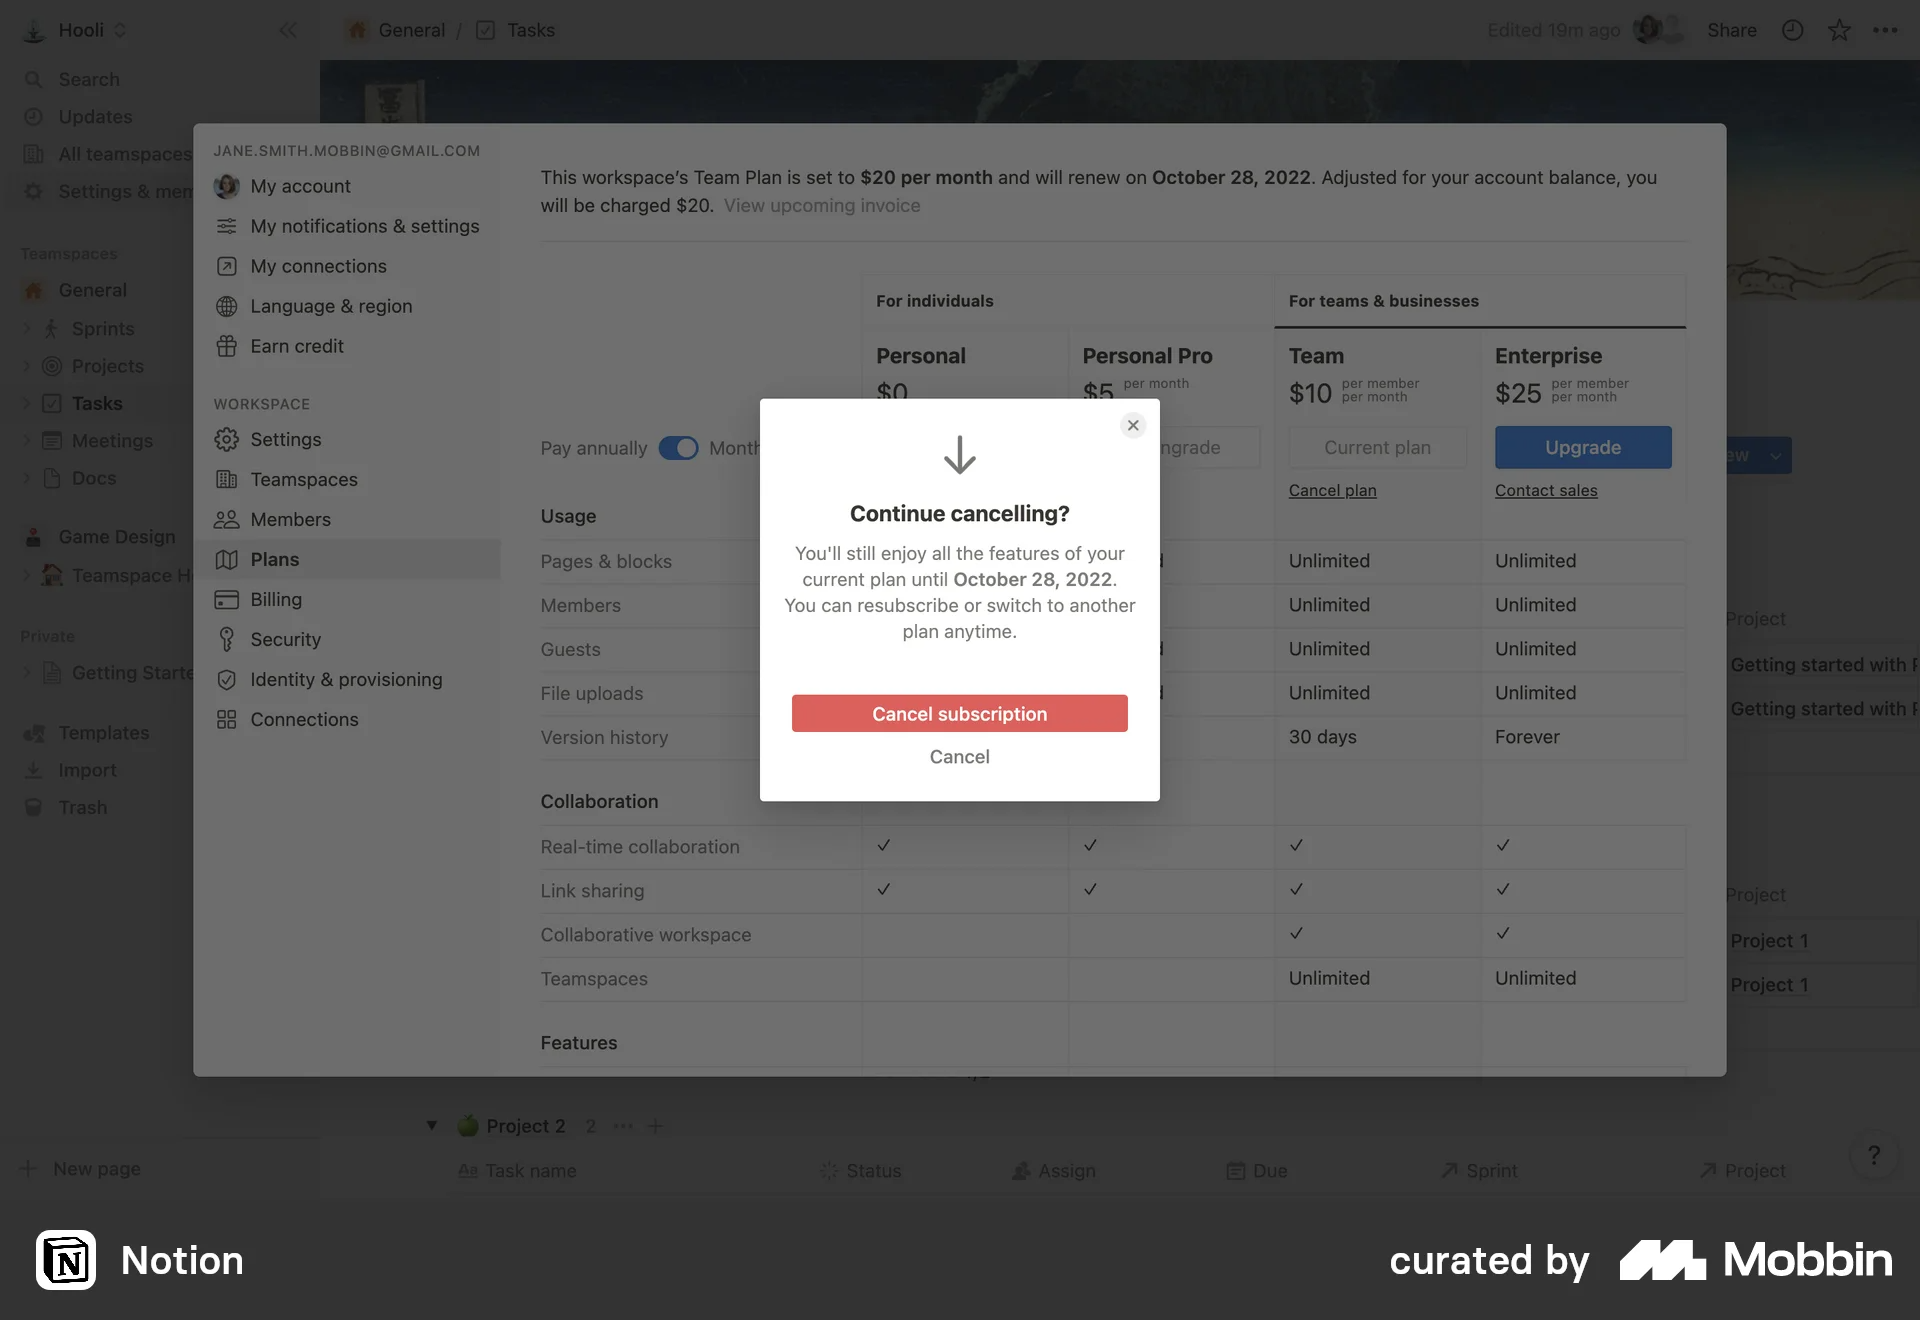 Hooli
General / Tasks
Edited 19m ago
Share
Search
Updates
All teamspaces
Settings &
Teamspaces
General
Sprints
Projects
Tasks
Meetings
Docs
Game Design
Teamspace
Private
Getting
Templates
Import
Trash
New page
JANE.SMITH.MOBBIN@GMAIL.COM
My account
My notifications & settings
My connections
Language & region
Earn credit
WORKSPACE
Settings
Teamspaces
Members
Plans
Billing
Security
Identity & provisioning
Connections
This workspace’s Team Plan is set to $20 per month and will renew on October 28, 2022. Adjusted for your account balance, you
will be charged $20. View upcoming invoice
For individuals
For teams & businesses
Personal
Personal Pro
Team
Enterprise
$0
$5 per month
$10 per member
per month
$25 per member
per month
Pay annually
Current plan
Upgrade
Cancel plan
Contact sales
Usage
Pages & blocks
Unlimited
Unlimited
Members
Unlimited
Unlimited
Guests
Unlimited
Unlimited
File uploads
Unlimited
Unlimited
Version history
30 days
Forever
Collaboration
Real-time collaboration
Link sharing
Collaborative workspace
Teamspaces
Unlimited
Unlimited
Features
Continue cancelling?
You'll still enjoy all the features of your
current plan until October 28, 2022.
You can resubscribe or switch to another
plan anytime.
Cancel subscription
Cancel
Project
Getting started with
Getting started with
Project
Project 1
Project 1
Project 2 2
Aa Task name
Status
Assign
Due
Sprint
Project
?
Notion
curated by Mobbin